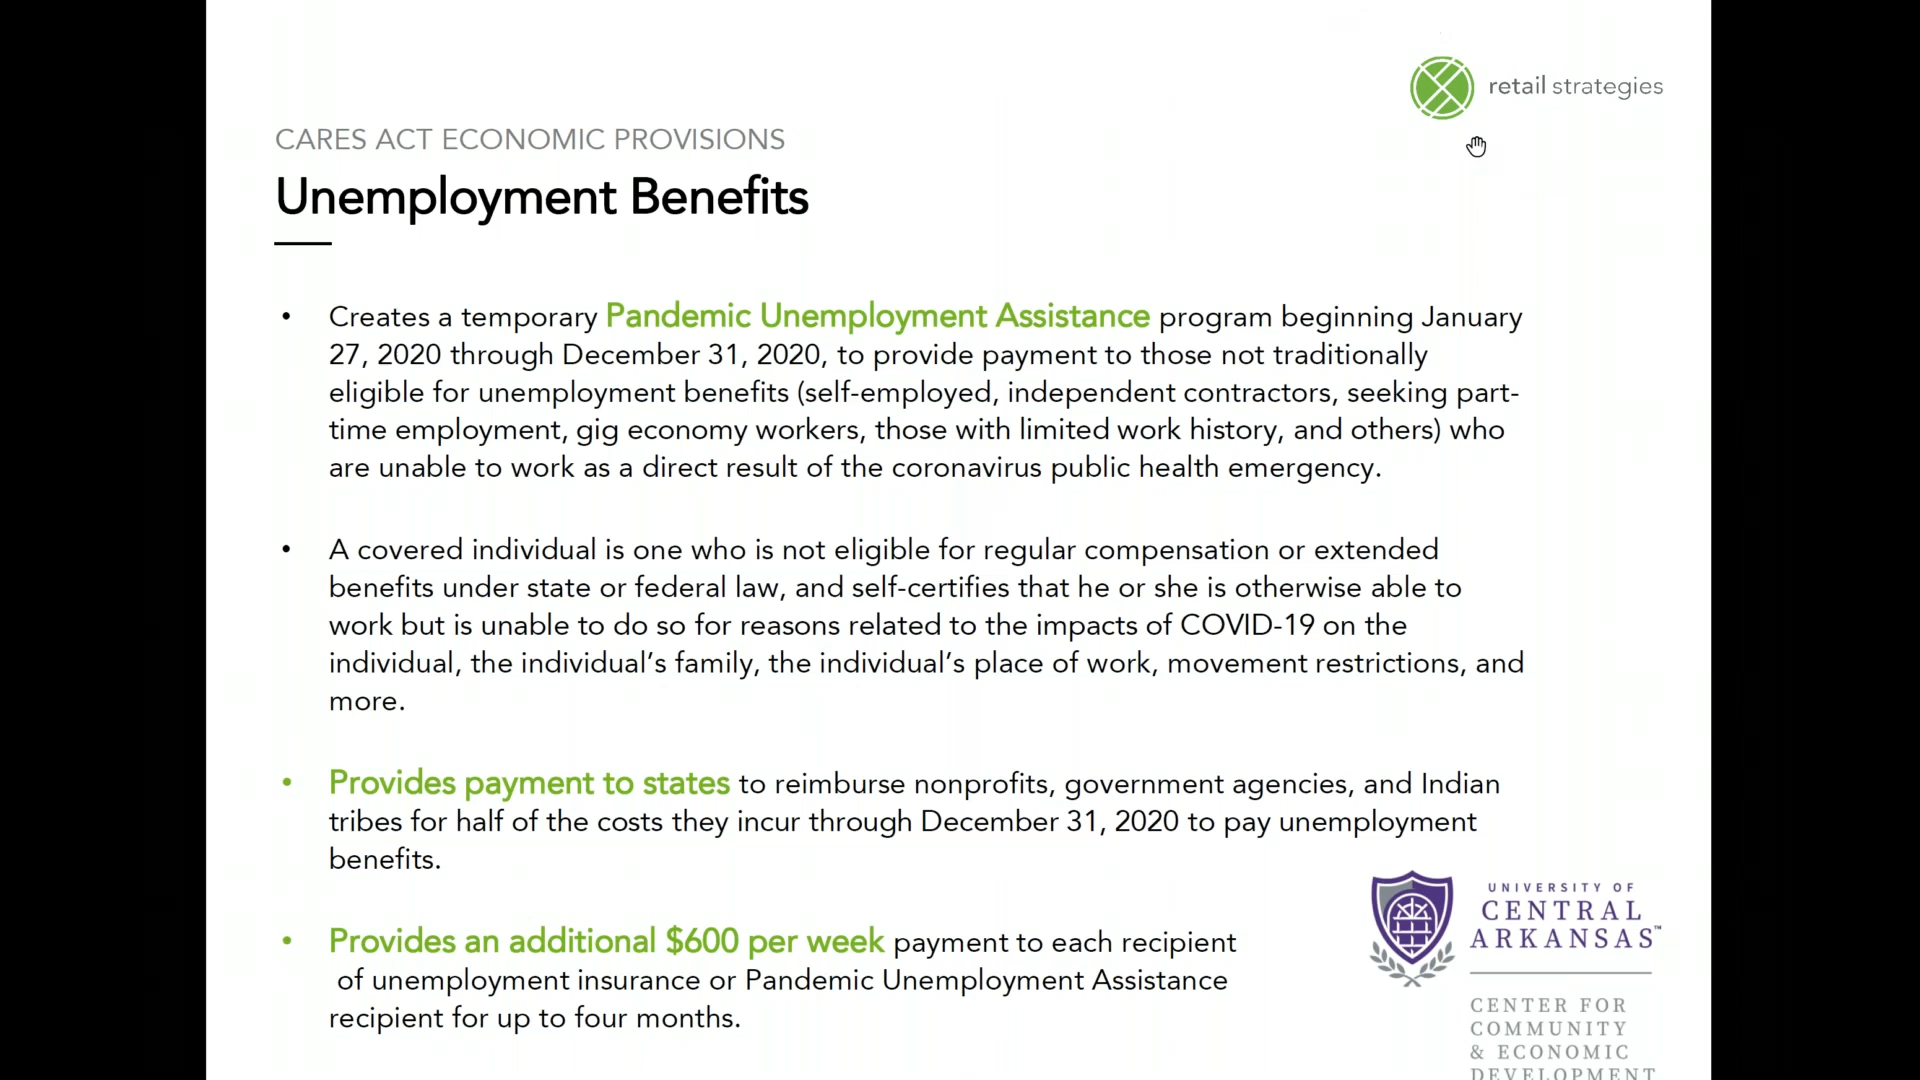 retail strategies
CARES ACT ECONOMIC PROVISIONS
Unemployment Benefits
• Creates a temporary Pandemic Unemployment Assistance program beginning January
27, 2020 through December 31, 2020, to provide payment to those not traditionally
eligible for unemployment benefits (self-employed, independent contractors, seeking part-
time employment, gig economy workers, those with limited work history, and others) who
are unable to work as a direct result of the coronavirus public health emergency.
• A covered individual is one who is not eligible for regular compensation or extended
benefits under state or federal law, and self-certifies that he or she is otherwise able to
work but is unable to do so for reasons related to the impacts of COVID-19 on the
individual, the individual’s family, the individual’s place of work, movement restrictions, and
more.
• Provides payment to states to reimburse nonprofits, government agencies, and Indian
tribes for half of the costs they incur through December 31, 2020 to pay unemployment
benefits.
• Provides an additional $600 per week payment to each recipient
of unemployment insurance or Pandemic Unemployment Assistance
recipient for up to four months.
UNIVERSITY OF
CENTRAL
ARKANSAS™
CENTER FOR
COMMUNITY
& ECONOMIC
DEVELOPMENT